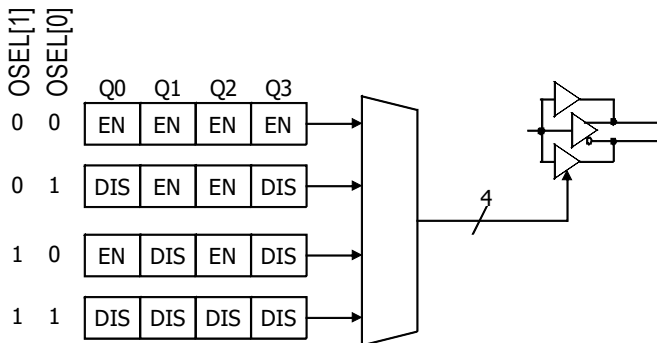 OSEL[1] OSEL[0]
Q0 Q1 Q2 Q3
0 0 EN EN EN EN
0 1 DIS EN EN DIS
4
1 0 EN DIS EN DIS
1 1 DIS DIS DIS DIS